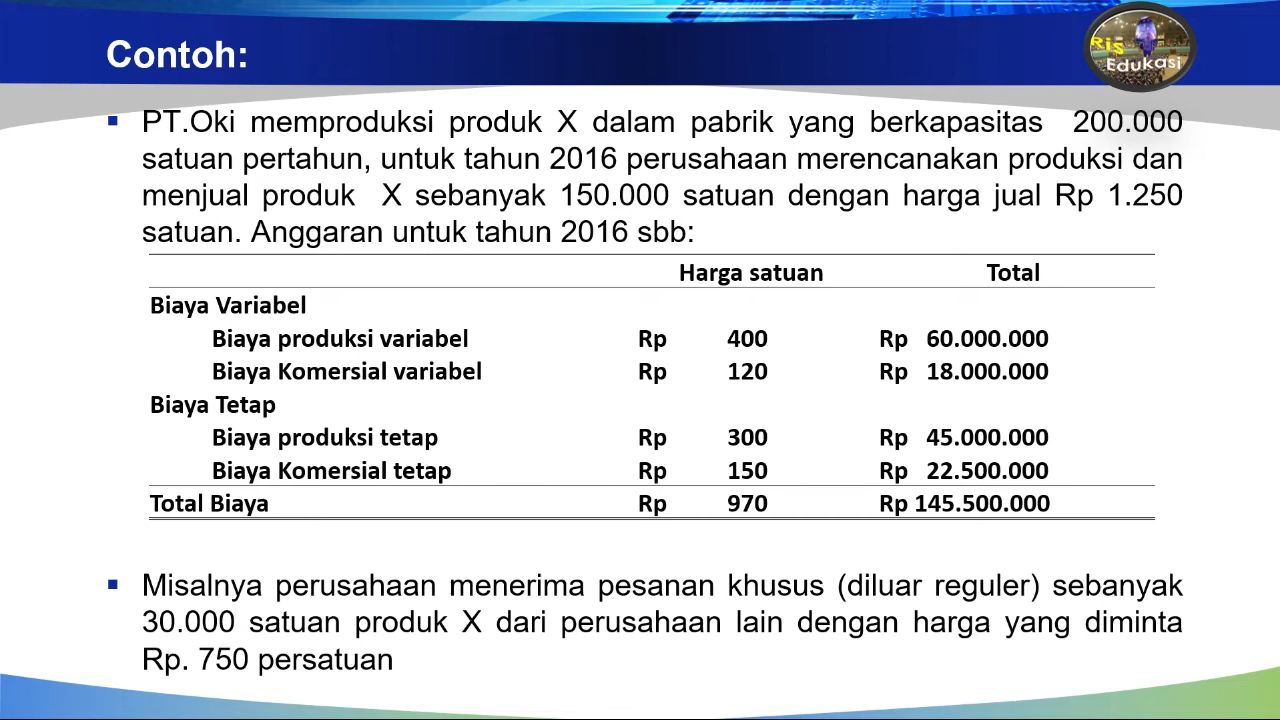 Contoh:
Ris
Edukasi
PT.Oki memproduksi produk X dalam pabrik yang berkapasitas 200.000
satuan pertahun, untuk tahun 2016 perusahaan merencanakan produksi dan
menjual produk X sebanyak 150.000 satuan dengan harga jual Rp 1.250
satuan. Anggaran untuk tahun 2016 sbb:
Harga satuan Total
Biaya Variabel
Biaya produksi variabel Rp 400 Rp 60.000.000
Biaya Komersial variabel Rp 120 Rp 18.000.000
Biaya Tetap
Biaya produksi tetap Rp 300 Rp 45.000.000
Biaya Komersial tetap Rp 150 Rp 22.500.000
Total Biaya Rp 970 Rp 145.500.000
Misalnya perusahaan menerima pesanan khusus (diluar reguler) sebanyak
30.000 satuan produk X dari perusahaan lain dengan harga yang diminta
Rp. 750 persatuan